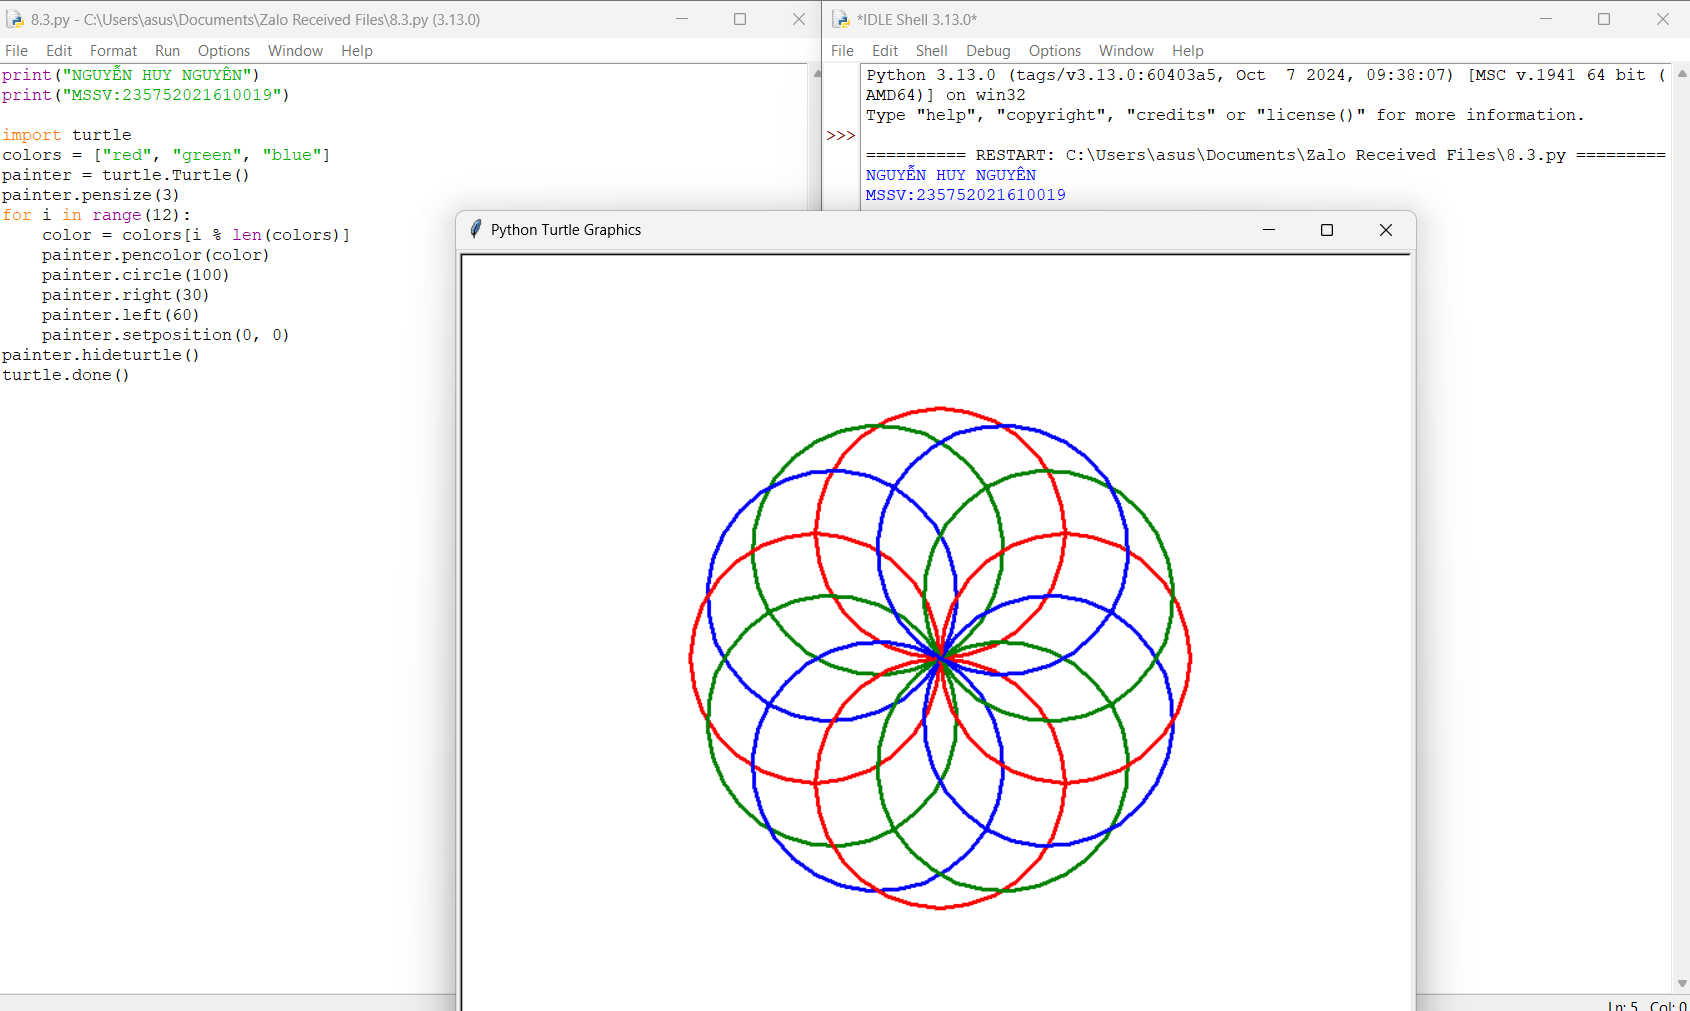 8.3.py - C:\Users\asus\Documents\Zalo Received Files\8.3.py (3.13.0)
File Edit Format Run Options Window Help
print("NGUYỄN HUY NGUYÊN")
print("MSSV:235752021610019")
import turtle
colors = ["red", "green", "blue"]
painter = turtle.Turtle()
painter.pensize(3)
for i in range(12):
    color = colors[i % len(colors)]
    painter.pencolor(color)
    painter.circle(100)
    painter.right(30)
    painter.left(60)
    painter.setposition(0, 0)
painter.hideturtle()
turtle.done()
*IDLE Shell 3.13.0*
File Edit Shell Debug Options Window Help
Python 3.13.0 (tags/v3.13.0:60403a5, Oct  7 2024, 09:38:07) [MSC v.1941 64 bit (
AMD64)] on win32
Type "help", "copyright", "credits" or "license()" for more information.
>>>
========== RESTART: C:\Users\asus\Documents\Zalo Received Files\8.3.py =========
NGUYỄN HUY NGUYÊN
MSSV:235752021610019
Python Turtle Graphics
Ln: 5 Col: 0